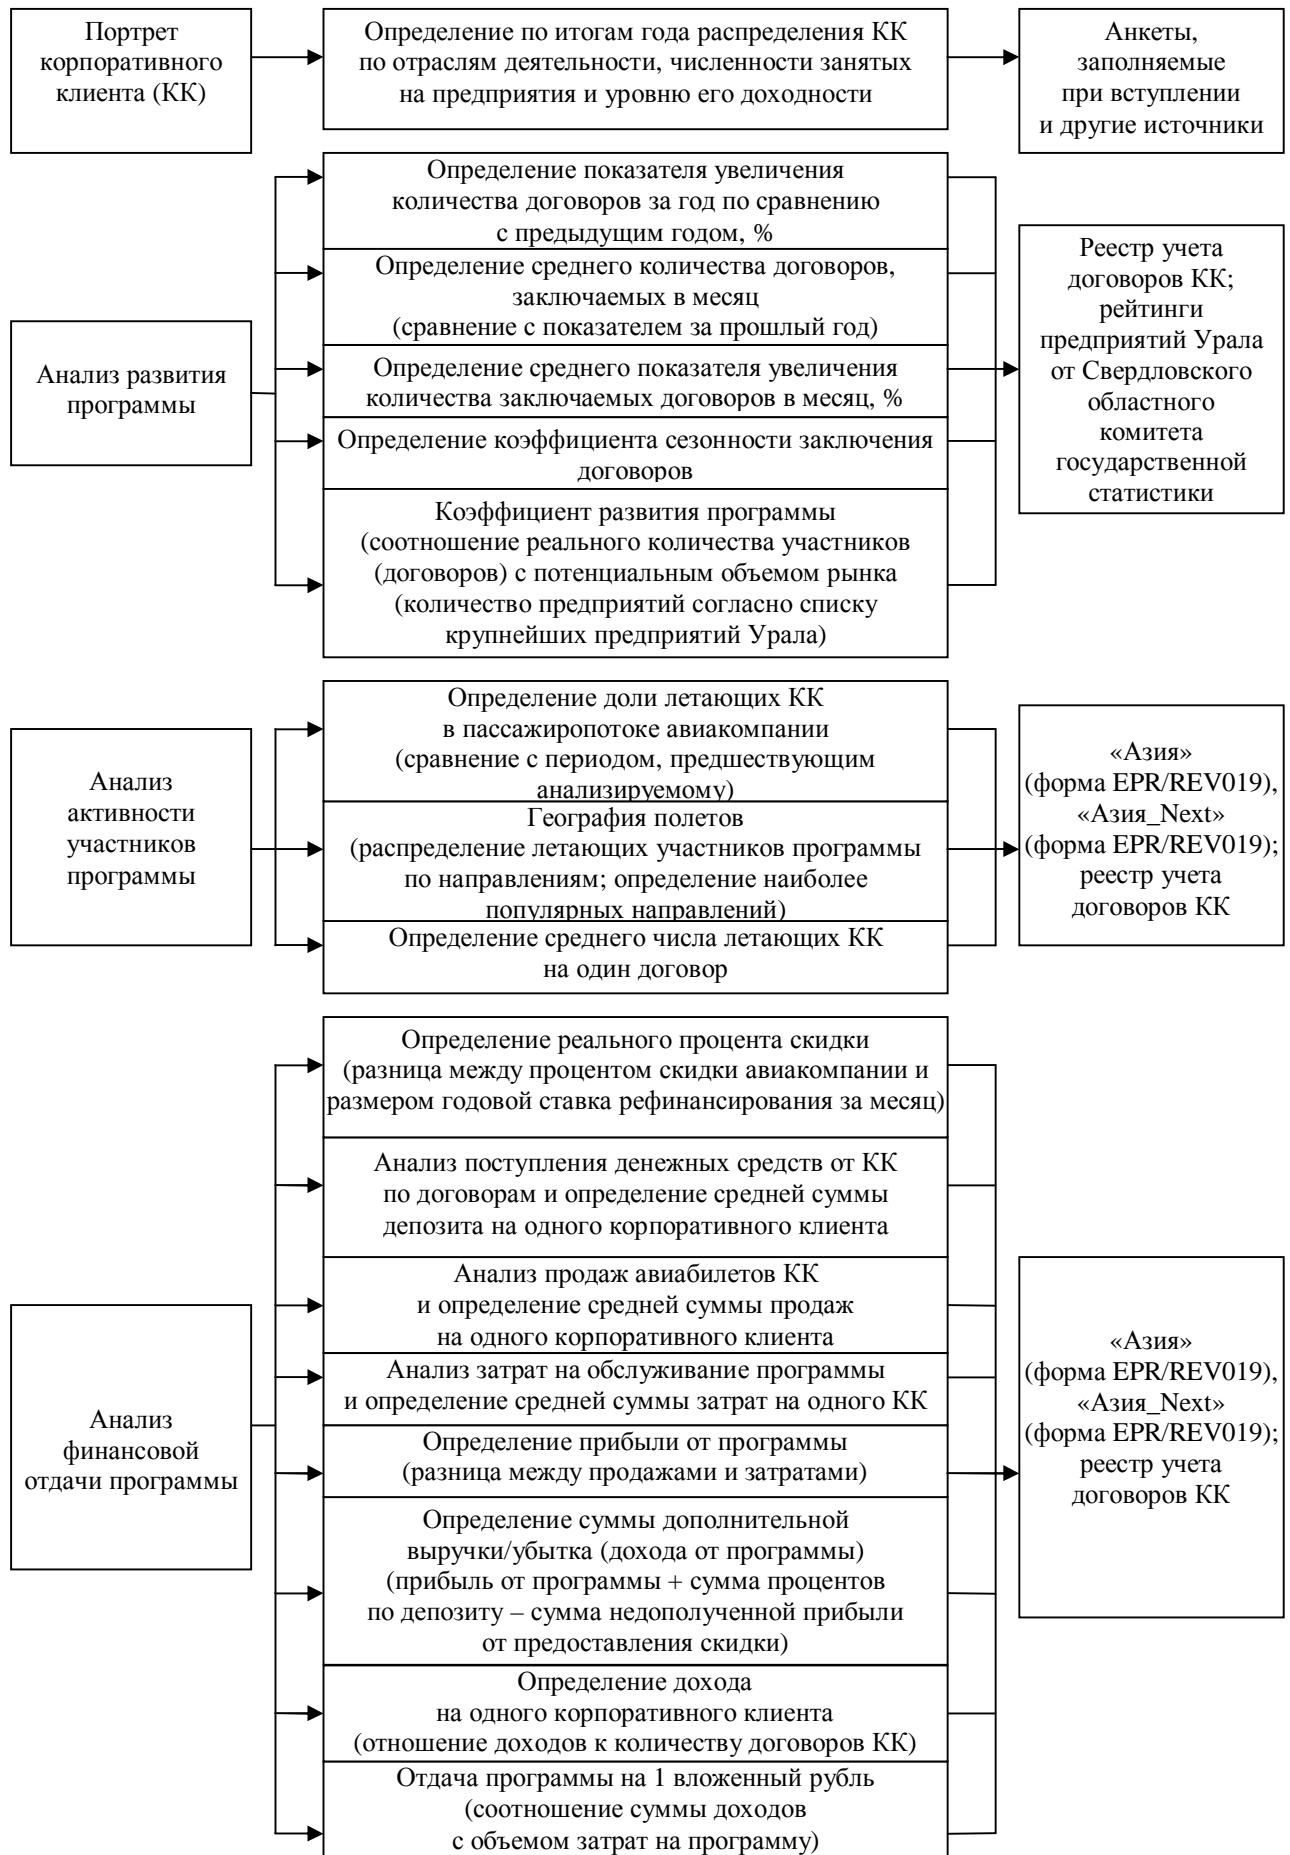 Портрет
корпоративного
клиента (КК)
Определение по итогам года распределения КК
по отраслям деятельности, численности занятых
на предприятия и уровню его доходности
Анкеты,
заполняемые
при вступлении
и другие источники
Анализ развития
программы
Определение показателя увеличения
количества договоров за год по сравнению
с предыдущим годом, %
Определение среднего количества договоров,
заключаемых в месяц
(сравнение с показателем за прошлый год)
Определение среднего показателя увеличения
количества заключаемых договоров в месяц, %
Определение коэффициента сезонности заключения
договоров
Коэффициент развития программы
(соотношение реального количества участников
(договоров) с потенциальным объемом рынка
(количество предприятий согласно списку
крупнейших предприятий Урала)
Реестр учета
договоров КК;
рейтинги
предприятий Урала
от Свердловского
областного
комитета
государственной
статистики
Анализ
активности
участников
программы
Определение доли летающих КК
в пассажиропотоке авиакомпании
(сравнение с периодом, предшествующим
анализируемому)
География полетов
(распределение летающих участников программы
по направлениям; определение наиболее
популярных направлений)
Определение среднего числа летающих КК
на один договор
«Азия»
(форма EPR/REV019),
«Азия_Next»
(форма EPR/REV019);
реестр учета
договоров КК
Анализ
финансовой
отдачи программы
Определение реального процента скидки
(разница между процентом скидки авиакомпании и
размером годовой ставка рефинансирования за месяц)
Анализ поступления денежных средств от КК
по договорам и определение средней суммы
депозита на одного корпоративного клиента
Анализ продаж авиабилетов КК
и определение средней суммы продаж
на одного корпоративного клиента
Анализ затрат на обслуживание программы
и определение средней суммы затрат на одного КК
Определение прибыли от программы
(разница между продажами и затратами)
Определение суммы дополнительной
выручки/убытка (дохода от программы)
(прибыль от программы + сумма процентов
по депозиту – сумма недополученной прибыли
от предоставления скидки)
Определение дохода
на одного корпоративного клиента
(отношение доходов к количеству договоров КК)
Отдача программы на 1 вложенный рубль
(соотношение суммы доходов
с объемом затрат на программу)
«Азия»
(форма EPR/REV019),
«Азия_Next»
(форма EPR/REV019);
реестр учета
договоров КК